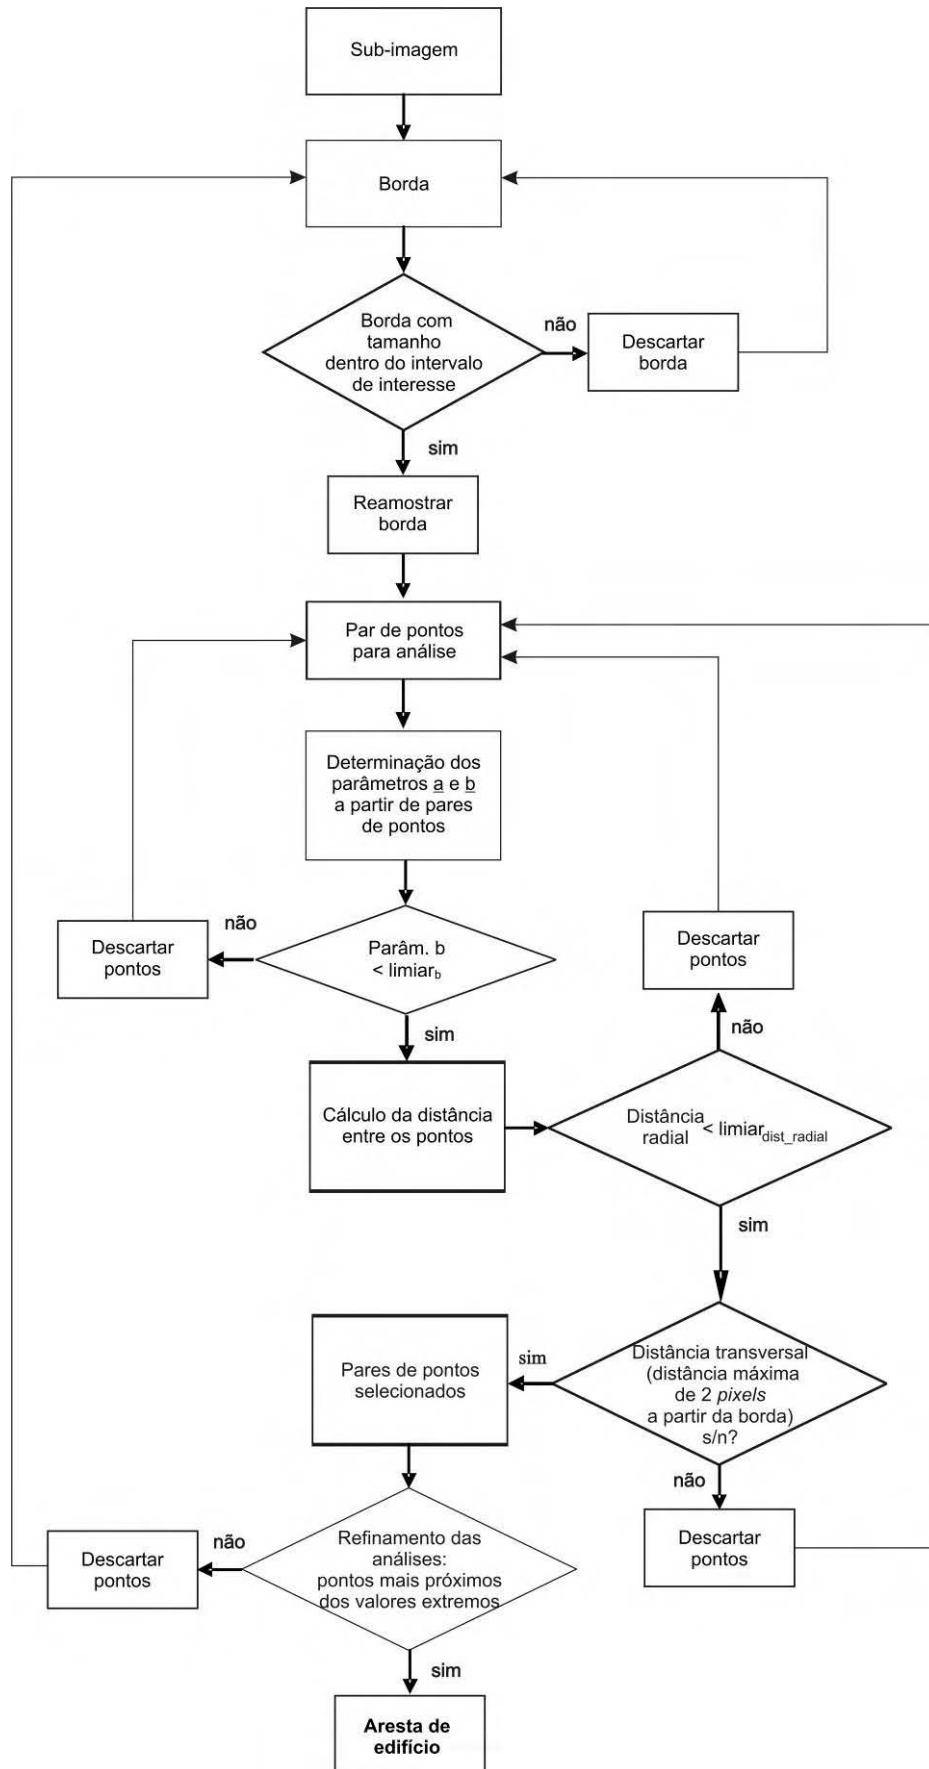 Sub-imagem
Borda
Borda com
tamanho
dentro do intervalo
de interesse
não
Descartar
borda
sim
Reamostrar
borda
Par de pontos
para análise
Determinação dos
parâmetros a e b
a partir de pares
de pontos
não
Descartar
pontos
Parâm. b
< limiar_b
Descartar
pontos
sim
não
Cálculo da distância
entre os pontos
Distância
radial < limiar_dist_radial
sim
Pares de pontos
selecionados
sim
Distância transversal
(distância máxima
de 2 pixels
a partir da borda)
s/n?
não
Descartar
pontos
não
Descartar
pontos
Refinamento das
análises:
pontos mais próximos
dos valores extremos
sim
Aresta de
edifício